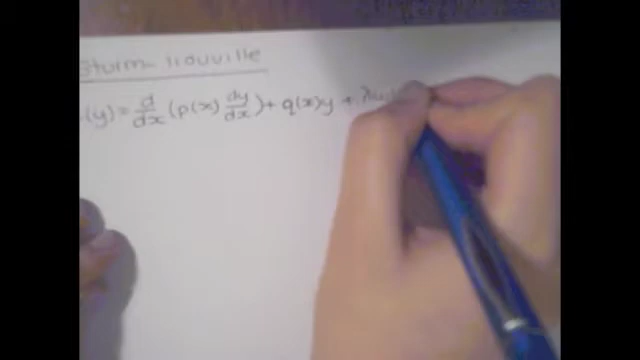 Sturm-Liouville
(y) = d/dx (p(x) dy/dx) + q(x)y + λ